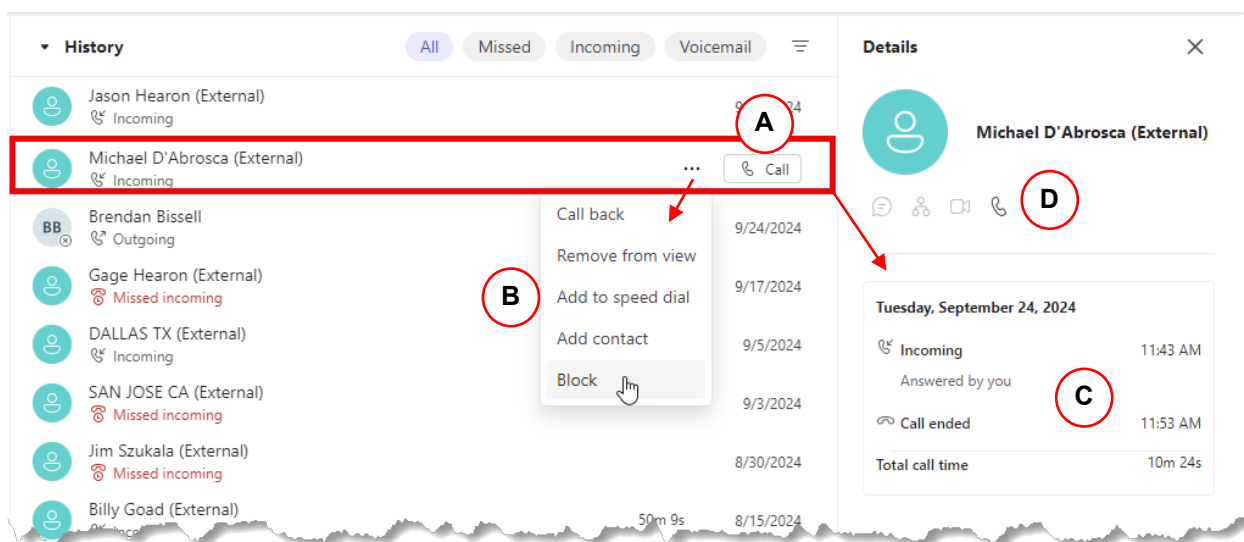 History
All Missed Incoming Voicemail
Details
Jason Hearon (External)
Incoming
A
Michael D'Abrosca (External)
Incoming
... Call
Michael D'Abrosca (External)
D
BB
Brendan Bissell
Outgoing
9/24/2024
Gage Hearon (External)
Missed incoming
9/17/2024
DALLAS TX (External)
Incoming
9/5/2024
SAN JOSE CA (External)
Missed incoming
9/3/2024
Jim Szukala (External)
Missed incoming
8/30/2024
Billy Goad (External)
50m 9s 8/15/2024
B
Call back
Remove from view
Add to speed dial
Add contact
Block
Tuesday, September 24, 2024
Incoming 11:43 AM
Answered by you
C
Call ended 11:53 AM
Total call time 10m 24s